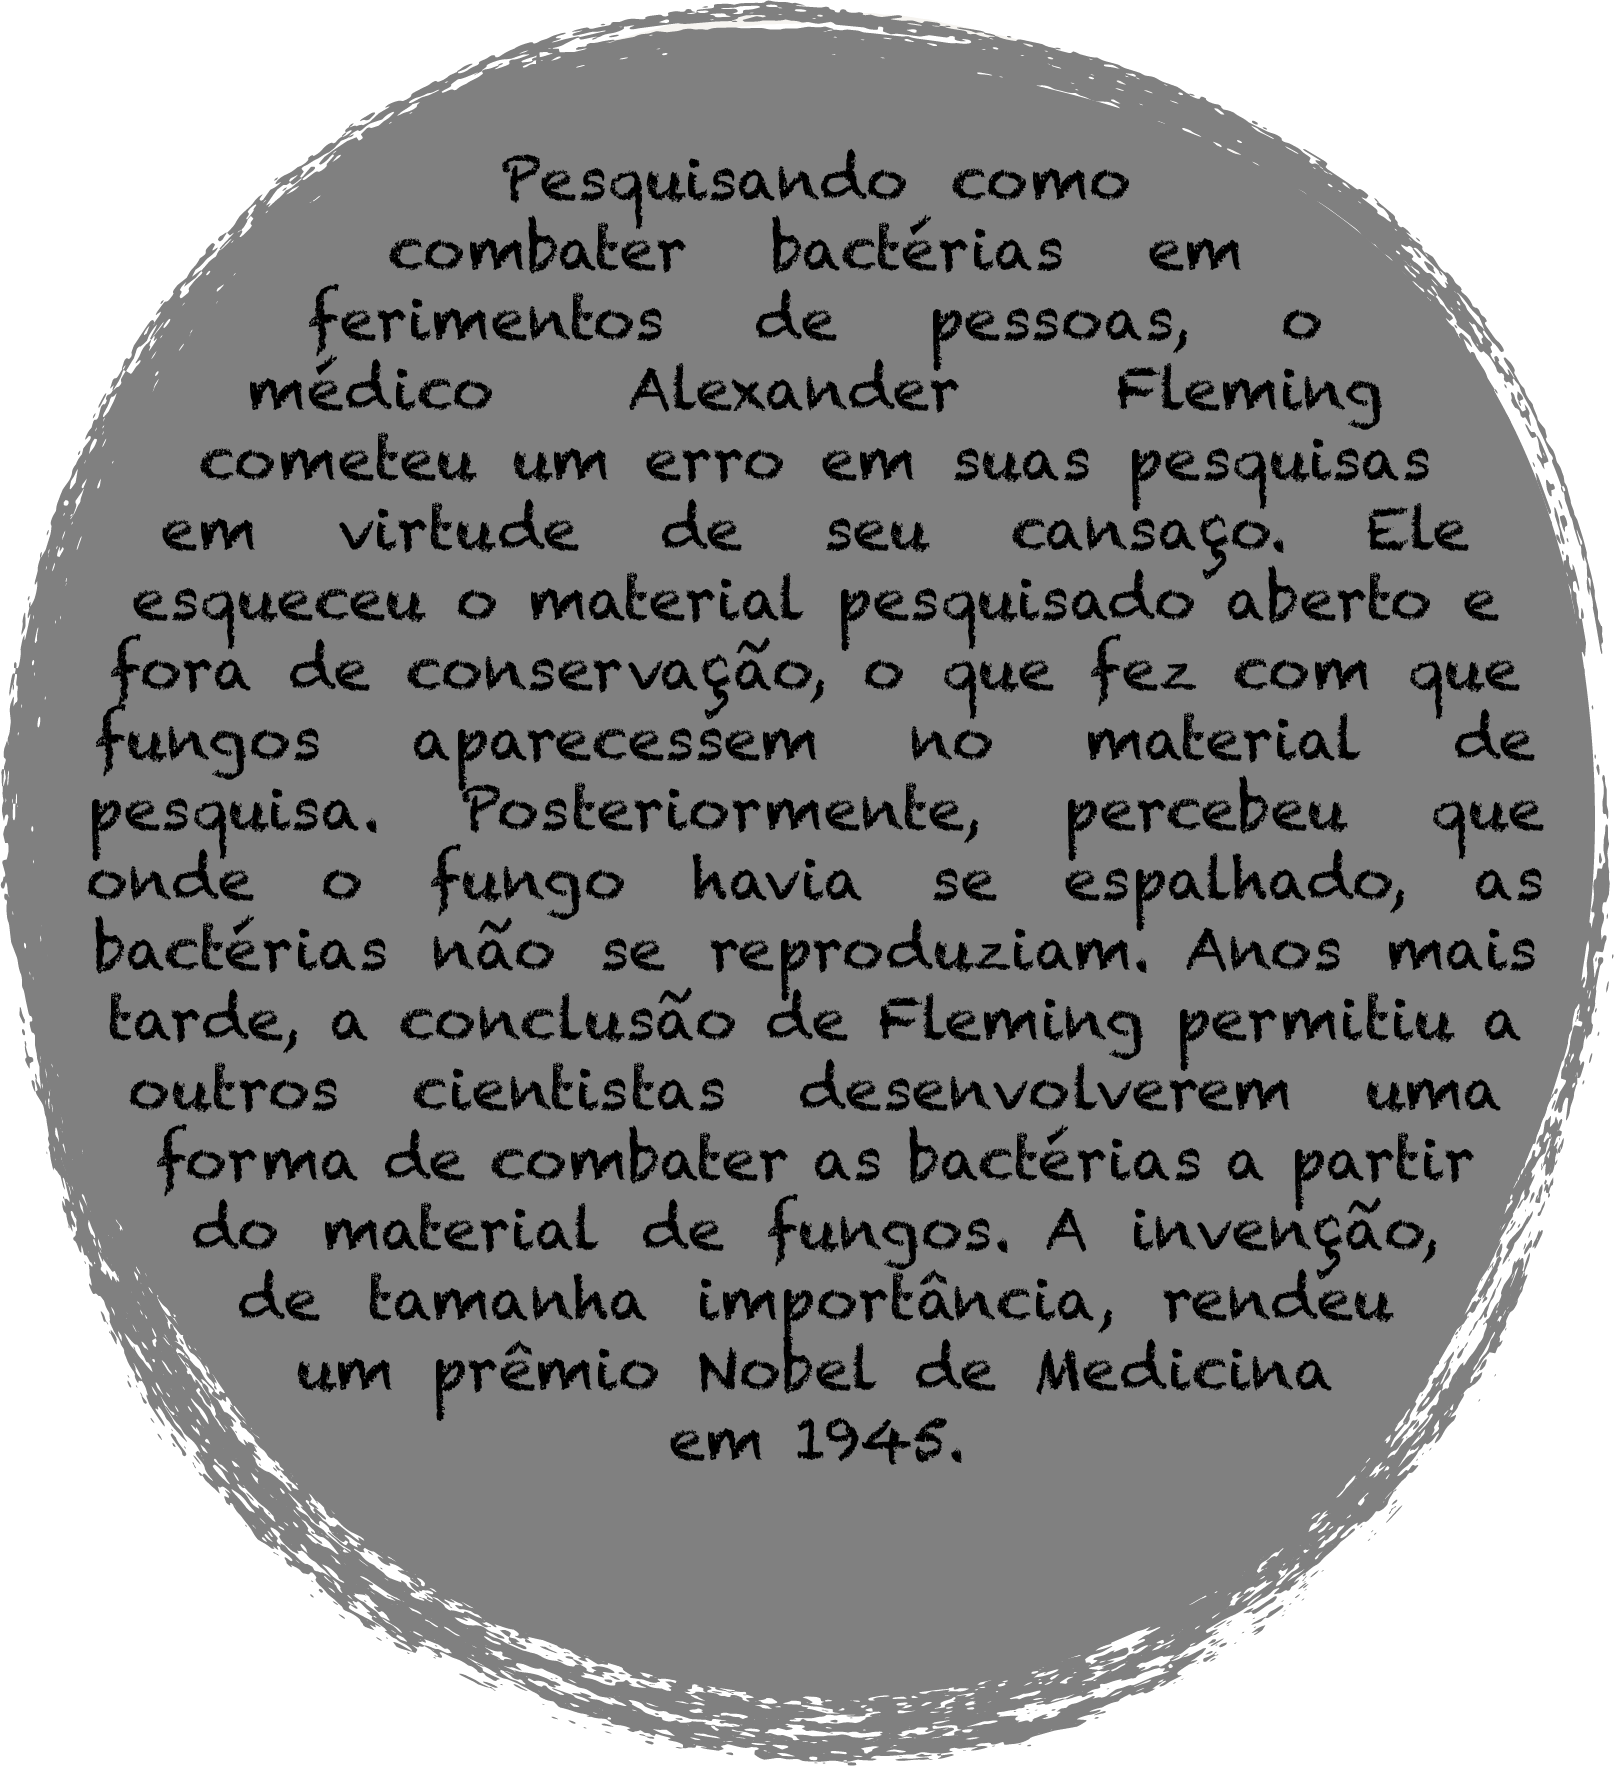 Pesquisando como
combater bactérias em
ferimentos de pessoas, o
médico Alexander Fleming
cometeu um erro em suas pesquisas
em virtude de seu cansaço. Ele
esqueceu o material pesquisado aberto e
fora de conservação, o que fez com que
fungos aparecessem no material de
pesquisa. Posteriormente, percebeu que
onde o fungo havia se espalhado, as
bactérias não se reproduziam. Anos mais
tarde, a conclusão de Fleming permitiu a
outros cientistas desenvolverem uma
forma de combater as bactérias a partir
do material de fungos. A invenção,
de tamanha importância, rendeu
um prêmio Nobel de Medicina
em 1945.